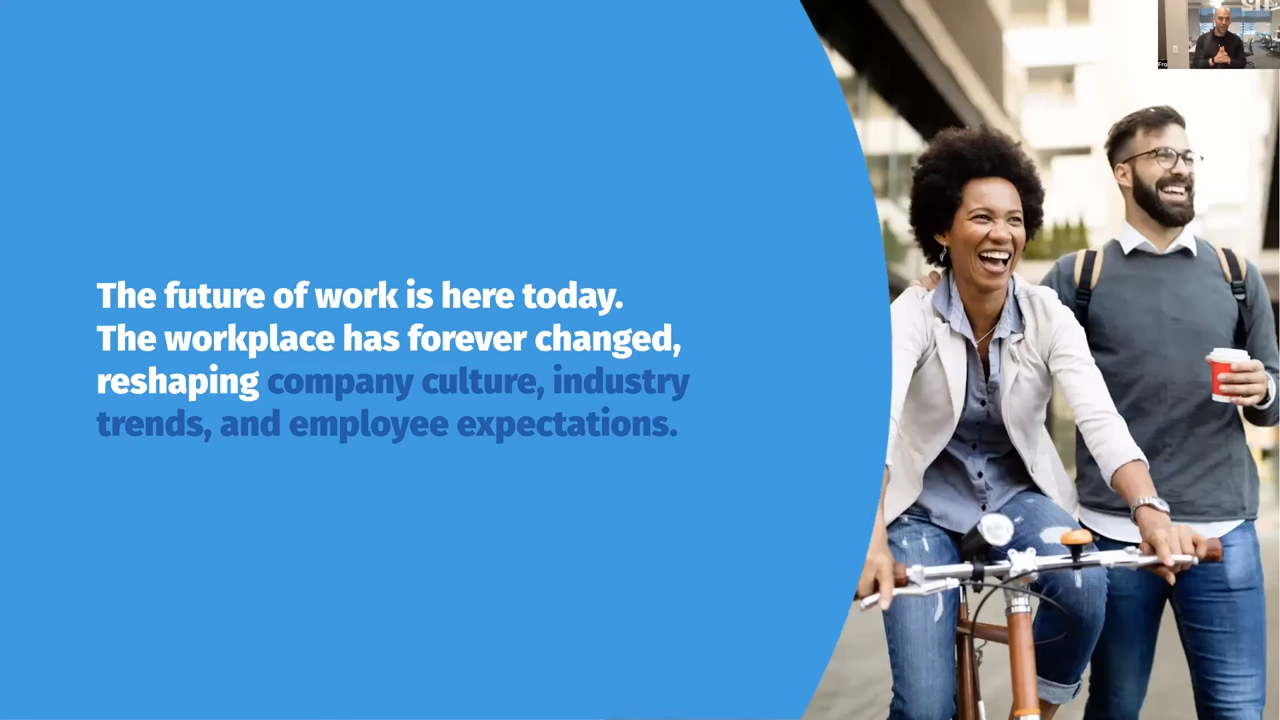 The future of work is here today.
The workplace has forever changed,
reshaping company culture, industry
trends, and employee expectations.